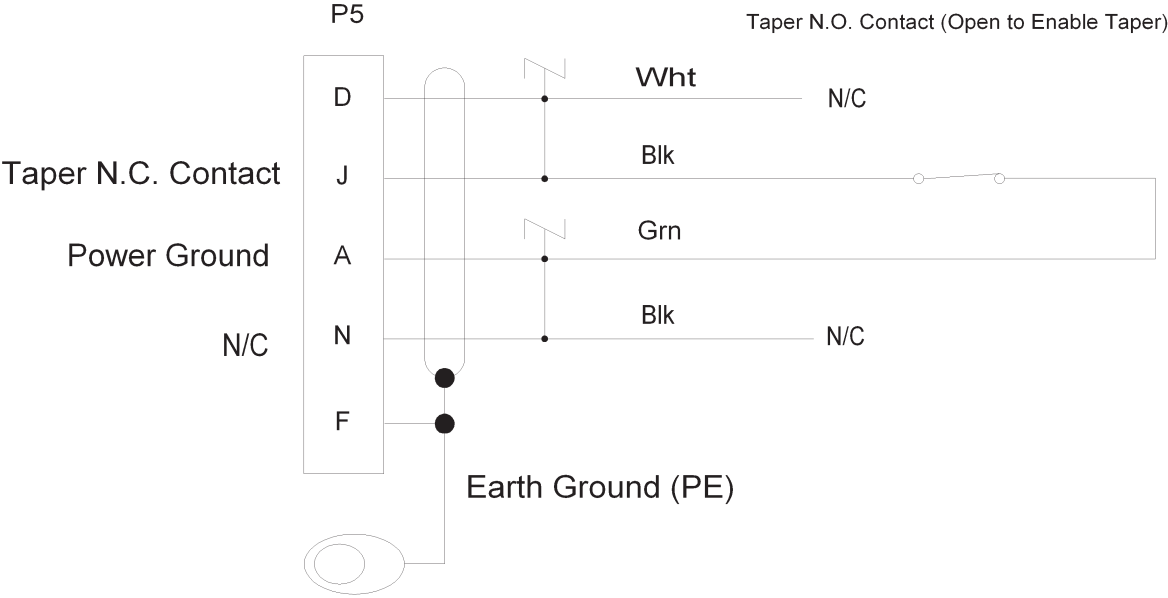 P5
Taper N.O. Contact (Open to Enable Taper)
D
Wht
N/C
Taper N.C. Contact
J
Blk
Power Ground
A
Grn
N/C
N
Blk
N/C
F
Earth Ground (PE)